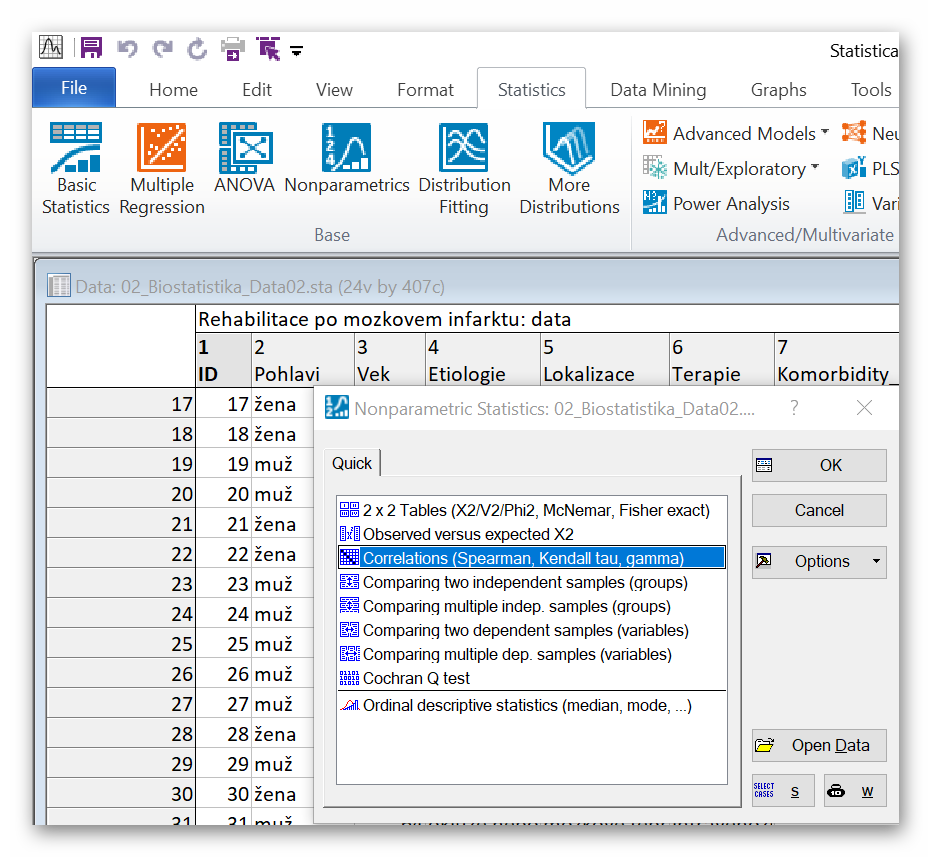 Statistica
File Home Edit View Format Statistics Data Mining Graphs Tools
Basic Statistics
Multiple Regression
ANOVA
Nonparametrics
Distribution Fitting
More Distributions
Advanced Models
Mult/Exploratory
Power Analysis
Neu
PLS
Vari
Base
Advanced/Multivariate
Data: 02_Biostatistika_Data02.sta (24v by 407c)
Rehabilitace po mozkovem infarktu: data
1 2 3 4 5 6 7
ID Pohlavi Vek Etiologie Lokalizace Terapie Komorbidity_
17 17 žena
18 18 žena
19 19 muž
20 20 muž
21 21 žena
22 22 žena
23 23 muž
24 24 muž
25 25 muž
26 26 muž
27 27 muž
28 28 žena
29 29 muž
30 30 žena
31 31 muž
Nonparametric Statistics: 02_Biostatistika_Data02.... ?
Quick
2 x 2 Tables (X2/V2/Phi2, McNemar, Fisher exact)
Observed versus expected X2
Correlations (Spearman, Kendall tau, gamma)
Comparing two independent samples (groups)
Comparing multiple indep. samples (groups)
Comparing two dependent samples (variables)
Comparing multiple dep. samples (variables)
Cochran Q test
Ordinal descriptive statistics (median, mode, ...)
OK
Cancel
Options
Open Data
SELECT CASES S
W